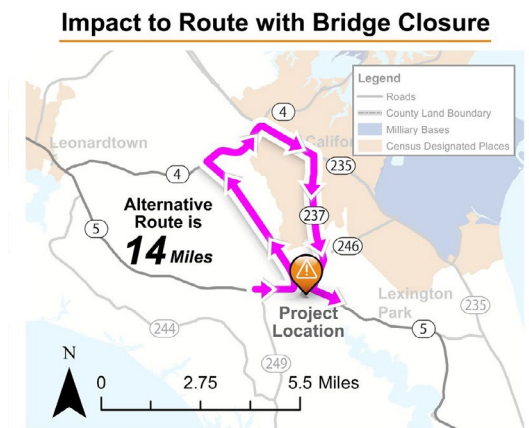 Impact to Route with Bridge Closure
Legend
Roads
County Land Boundary
Milliary Bases
Census Designated Places
Leonardtown
4
Califor
4
235
Alternative
Route is
14 Miles
5
237
246
Project
Location
Lexington
Park
235
244
5
249
N
0 2.75 5.5 Miles